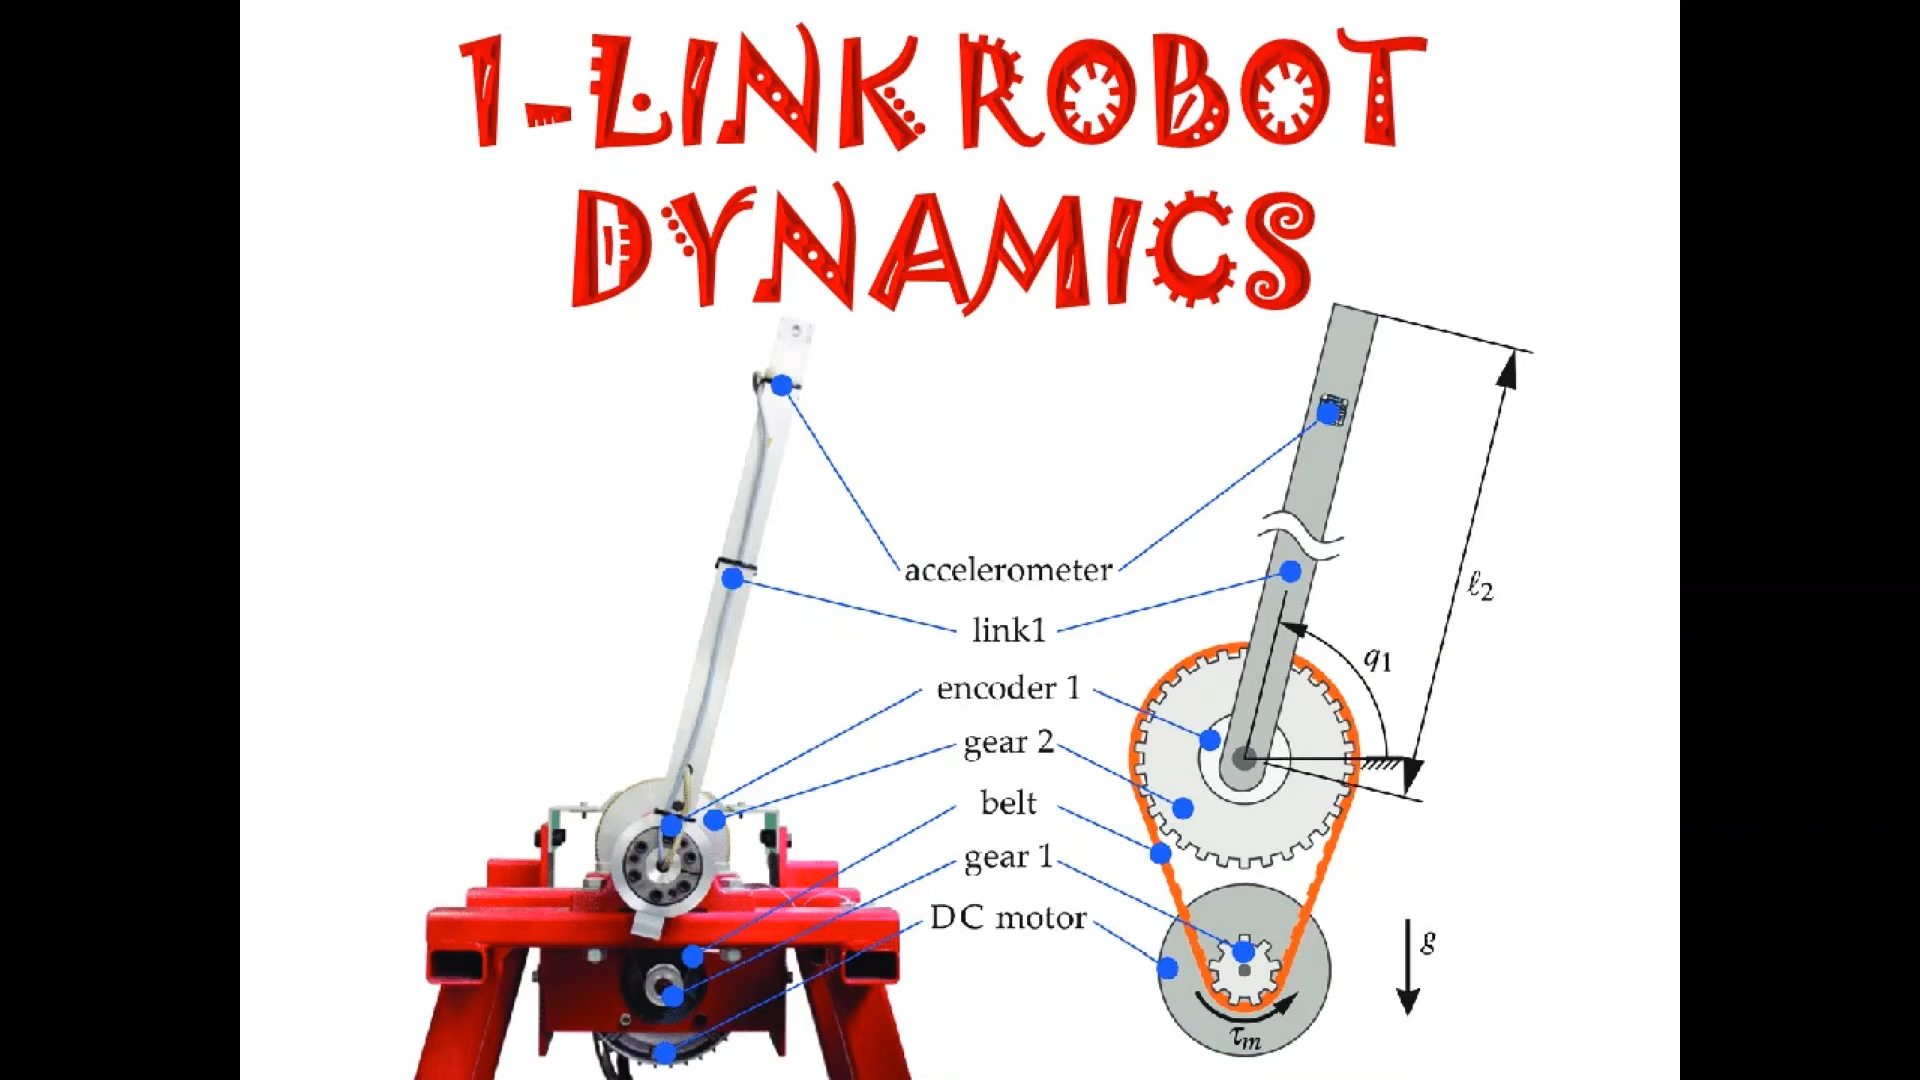 1-LINK ROBOT
DYNAMICS
accelerometer
link1
encoder 1
gear 2
belt
gear 1
DC motor
ℓ2
q1
g
τm